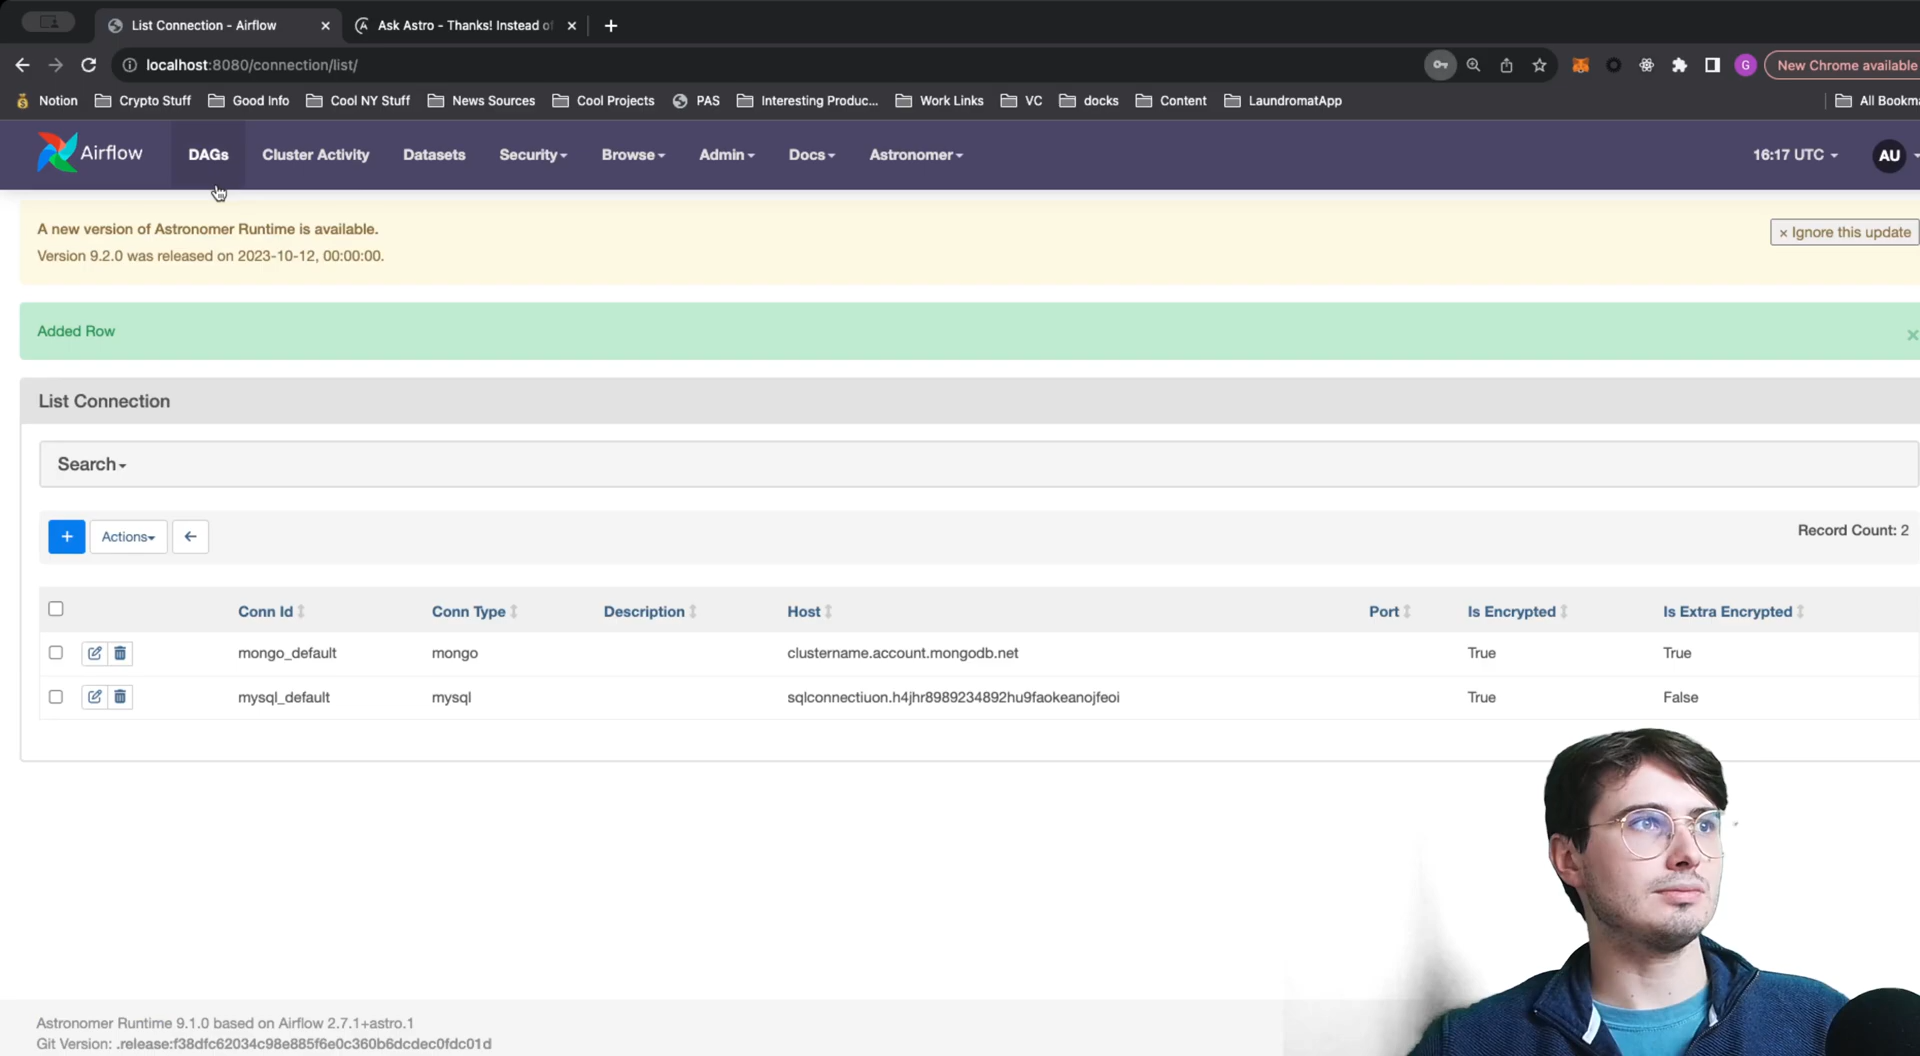 List Connection - Airflow
Ask Astro - Thanks! Instead of
localhost:8080/connection/list/
G
New Chrome available
Notion
Crypto Stuff
Good Info
Cool NY Stuff
News Sources
Cool Projects
PAS
Interesting Produc...
Work Links
VC
docks
Content
LaundromatApp
All Bookma
Airflow
DAGs
Cluster Activity
Datasets
Security
Browse
Admin
Docs
Astronomer
16:17 UTC
AU
A new version of Astronomer Runtime is available.
Version 9.2.0 was released on 2023-10-12, 00:00:00.
× Ignore this update
Added Row
×
List Connection
Search
+
Actions
Record Count: 2
Conn Id Conn Type Description Host Port Is Encrypted Is Extra Encrypted
mongo_default mongo clustername.account.mongodb.net True True
mysql_default mysql sqlconnectiuon.h4jhr8989234892hu9faokeanojfeoi True False
Astronomer Runtime 9.1.0 based on Airflow 2.7.1+astro.1
Git Version: .release:f38dfc62034c98e885f6e0c360b6dcdec0fdc01d